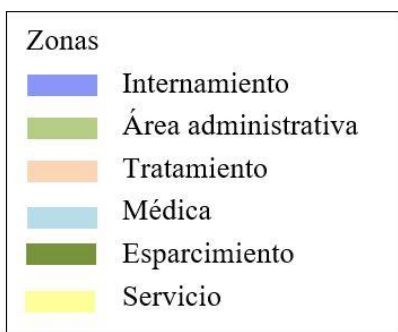 Zonas
Internamiento
Área administrativa
Tratamiento
Médica
Esparcimiento
Servicio